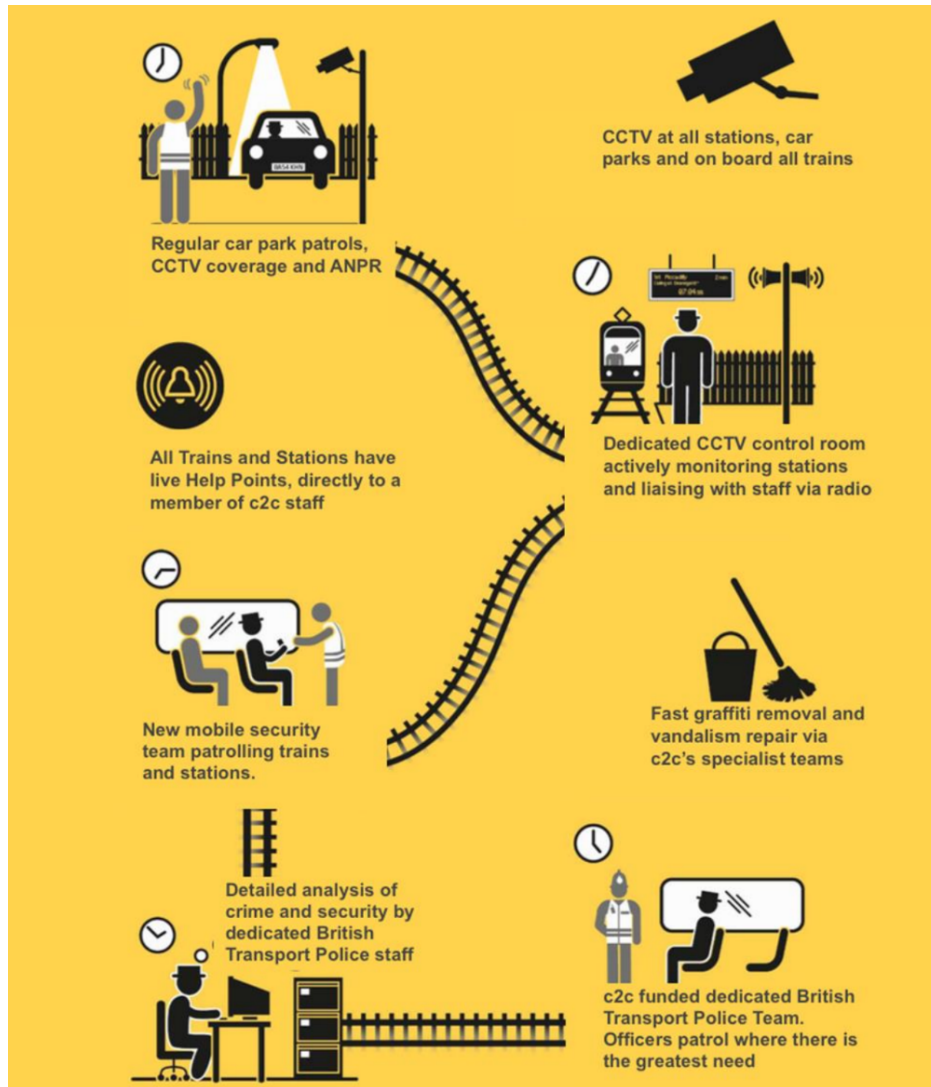 Regular car park patrols,
CCTV coverage and ANPR
CCTV at all stations, car
parks and on board all trains
All Trains and Stations have
live Help Points, directly to a
member of c2c staff
Dedicated CCTV control room
actively monitoring stations
and liaising with staff via radio
New mobile security
team patrolling trains
and stations.
Fast graffiti removal and
vandalism repair via
c2c's specialist teams
Detailed analysis of
crime and security by
dedicated British
Transport Police staff
c2c funded dedicated British
Transport Police Team.
Officers patrol where there is
the greatest need